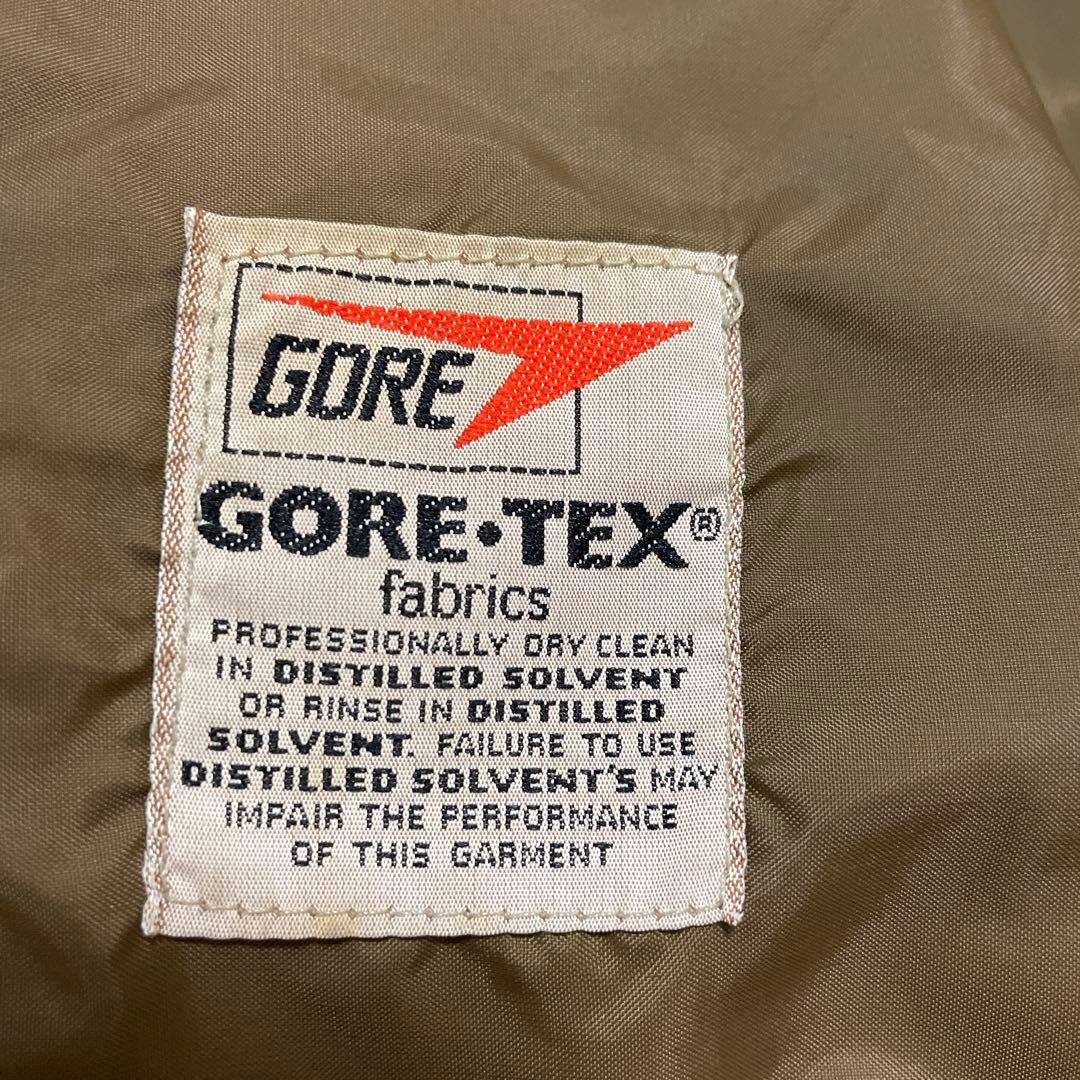 GORE
GORE•TEX®
fabrics
PROFESSIONALLY DRY CLEAN
IN DISTILLED SOLVENT
OR RINSE IN DISTILLED
SOLVENT. FAILURE TO USE
DISTILLED SOLVENT'S MAY
IMPAIR THE PERFORMANCE
OF THIS GARMENT